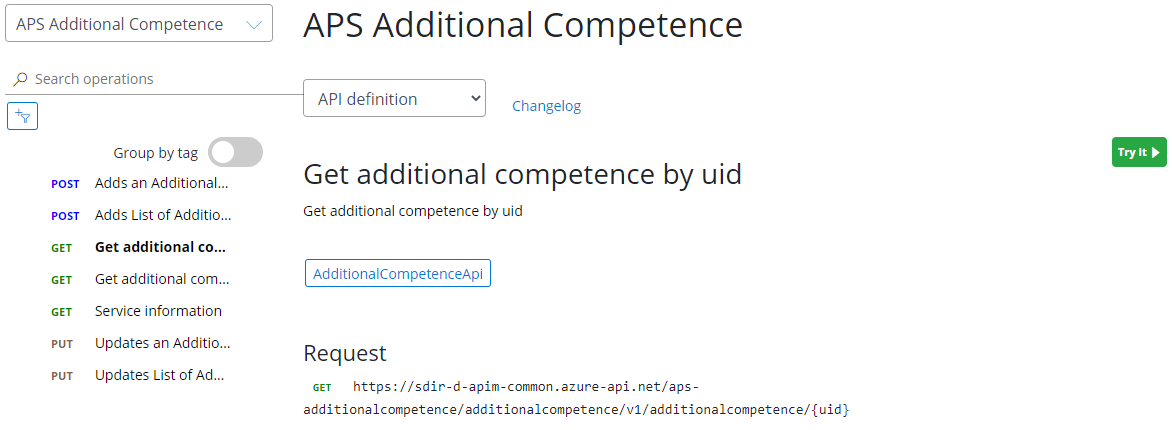 APS Additional Competence
Search operations
Group by tag
POST Adds an Additional...
POST Adds List of Additio...
GET Get additional co...
GET Get additional com...
GET Service information
PUT Updates an Additio...
PUT Updates List of Ad...
APS Additional Competence
API definition
Changelog
Try It
Get additional competence by uid
Get additional competence by uid
AdditionalCompetenceApi
Request
GET https://sdir-d-apim-common.azure-api.net/aps-
additionalcompetence/additionalcompetence/v1/additionalcompetence/{uid}